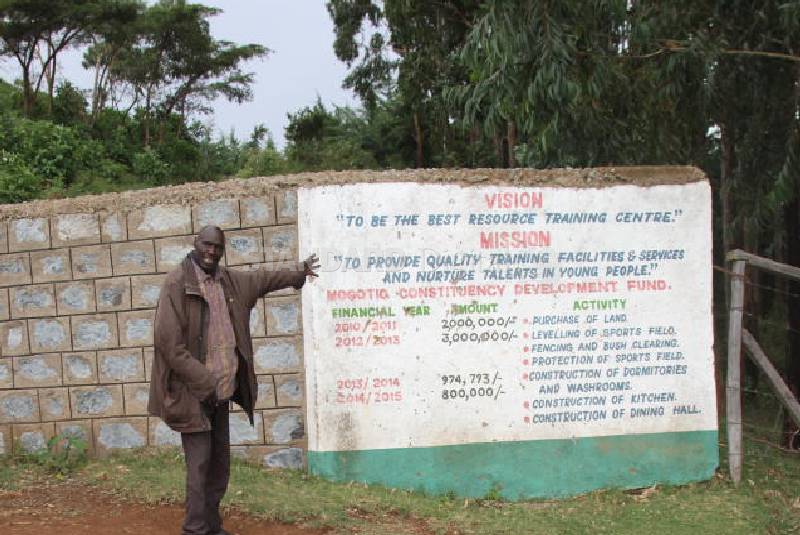 VISION
"TO BE THE BEST RESOURCE TRAINING CENTRE."
MISSION
"TO PROVIDE QUALITY TRAINING FACILITIES & SERVICES
AND NURTURE TALENTS IN YOUNG PEOPLE."
MOGOTIO CONSTITUENCY DEVELOPMENT FUND.
FINANCIAL YEAR AMOUNT ACTIVITY
2010/2011 2000,000/- PURCHASE OF LAND.
2012/2013 3,000,000/- LEVELLING OF SPORTS FIELD.
FENCING AND BUSH CLEARING.
PROTECTION OF SPORTS FIELD.
2013/2014 974,793/- CONSTRUCTION OF DORMITORIES
AND WASHROOMS.
2014/2015 800,000/- CONSTRUCTION OF KITCHEN.
CONSTRUCTION OF DINING HALL.